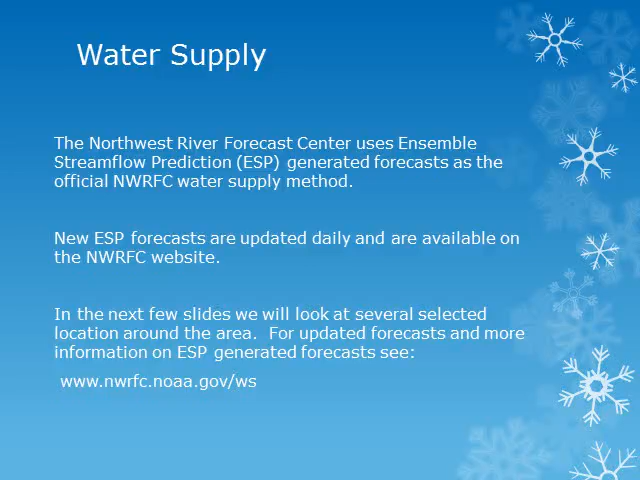 Water Supply
The Northwest River Forecast Center uses Ensemble
Streamflow Prediction (ESP) generated forecasts as the
official NWRFC water supply method.
New ESP forecasts are updated daily and are available on
the NWRFC website.
In the next few slides we will look at several selected
location around the area.  For updated forecasts and more
information on ESP generated forecasts see:
www.nwrfc.noaa.gov/ws